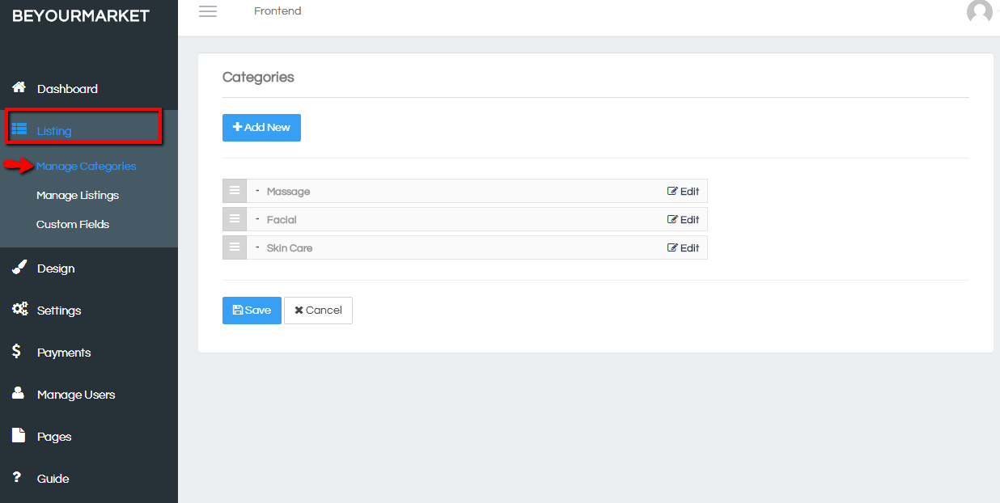 BEYOURMARKET
Frontend
Dashboard
Listing
Manage Categories
Manage Listings
Custom Fields
Design
Settings
Payments
Manage Users
Pages
Guide
Categories
Add New
- Massage Edit
- Facial Edit
- Skin Care Edit
Save Cancel